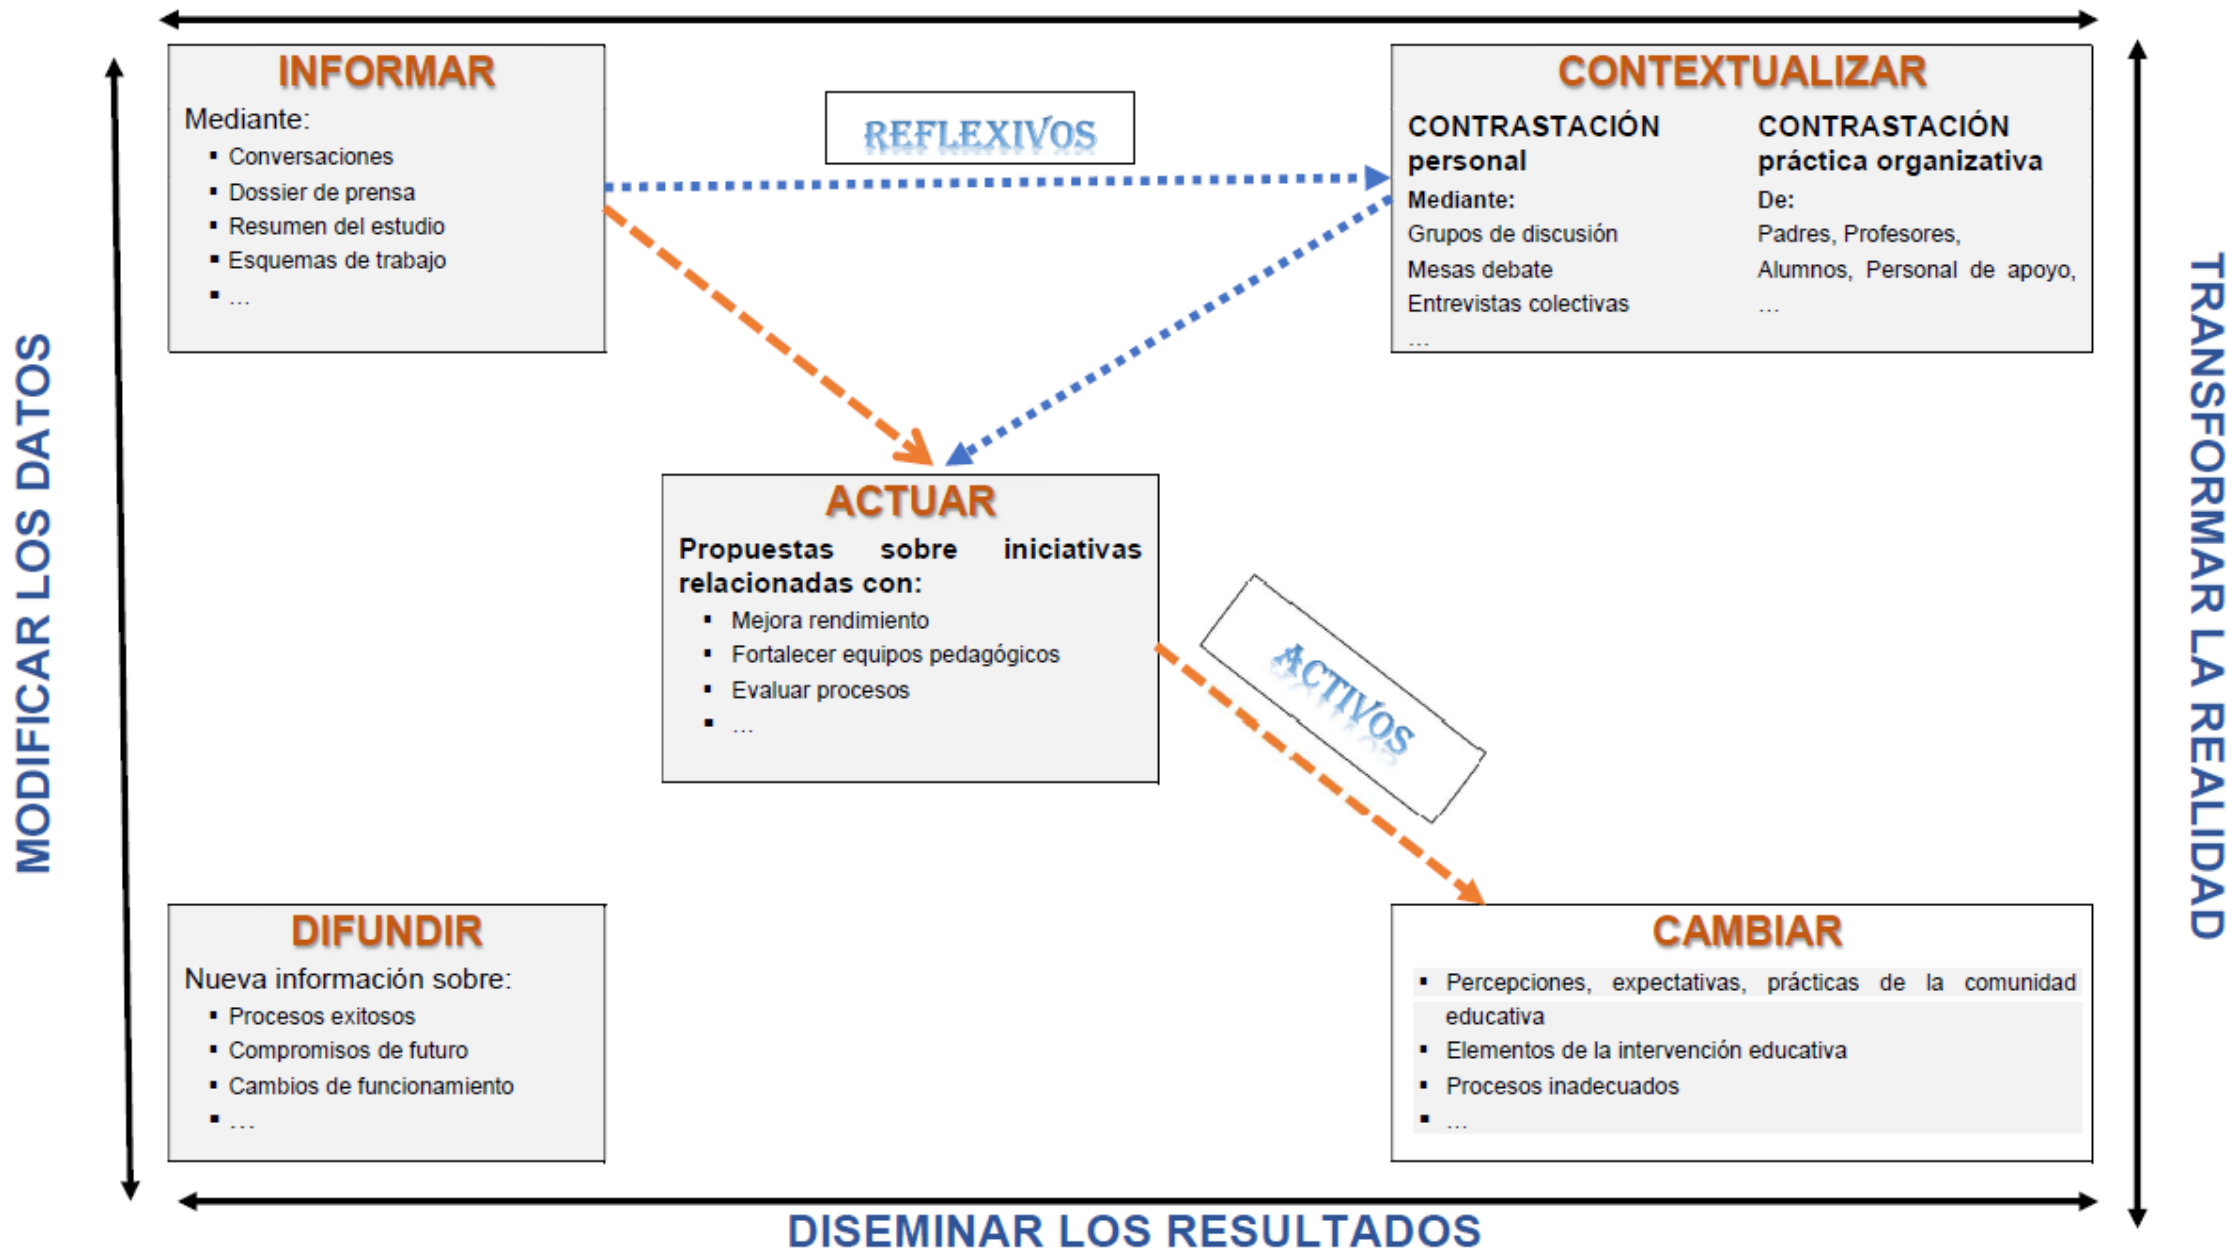 INFORMAR
Mediante:
▪ Conversaciones
▪ Dossier de prensa
▪ Resumen del estudio
▪ Esquemas de trabajo
▪ …
REFLEXIVOS
CONTEXTUALIZAR
CONTRASTACIÓN
personal
Mediante:
Grupos de discusión
Mesas debate
Entrevistas colectivas
…
CONTRASTACIÓN
práctica organizativa
De:
Padres, Profesores,
Alumnos, Personal de apoyo,
…
MODIFICAR LOS DATOS
TRANSFORMAR LA REALIDAD
ACTUAR
Propuestas sobre iniciativas
relacionadas con:
▪ Mejora rendimiento
▪ Fortalecer equipos pedagógicos
▪ Evaluar procesos
▪ …
ACTIVOS
DIFUNDIR
Nueva información sobre:
▪ Procesos exitosos
▪ Compromisos de futuro
▪ Cambios de funcionamiento
▪ …
CAMBIAR
▪ Percepciones, expectativas, prácticas de la comunidad
educativa
▪ Elementos de la intervención educativa
▪ Procesos inadecuados
▪ …
DISEMINAR LOS RESULTADOS